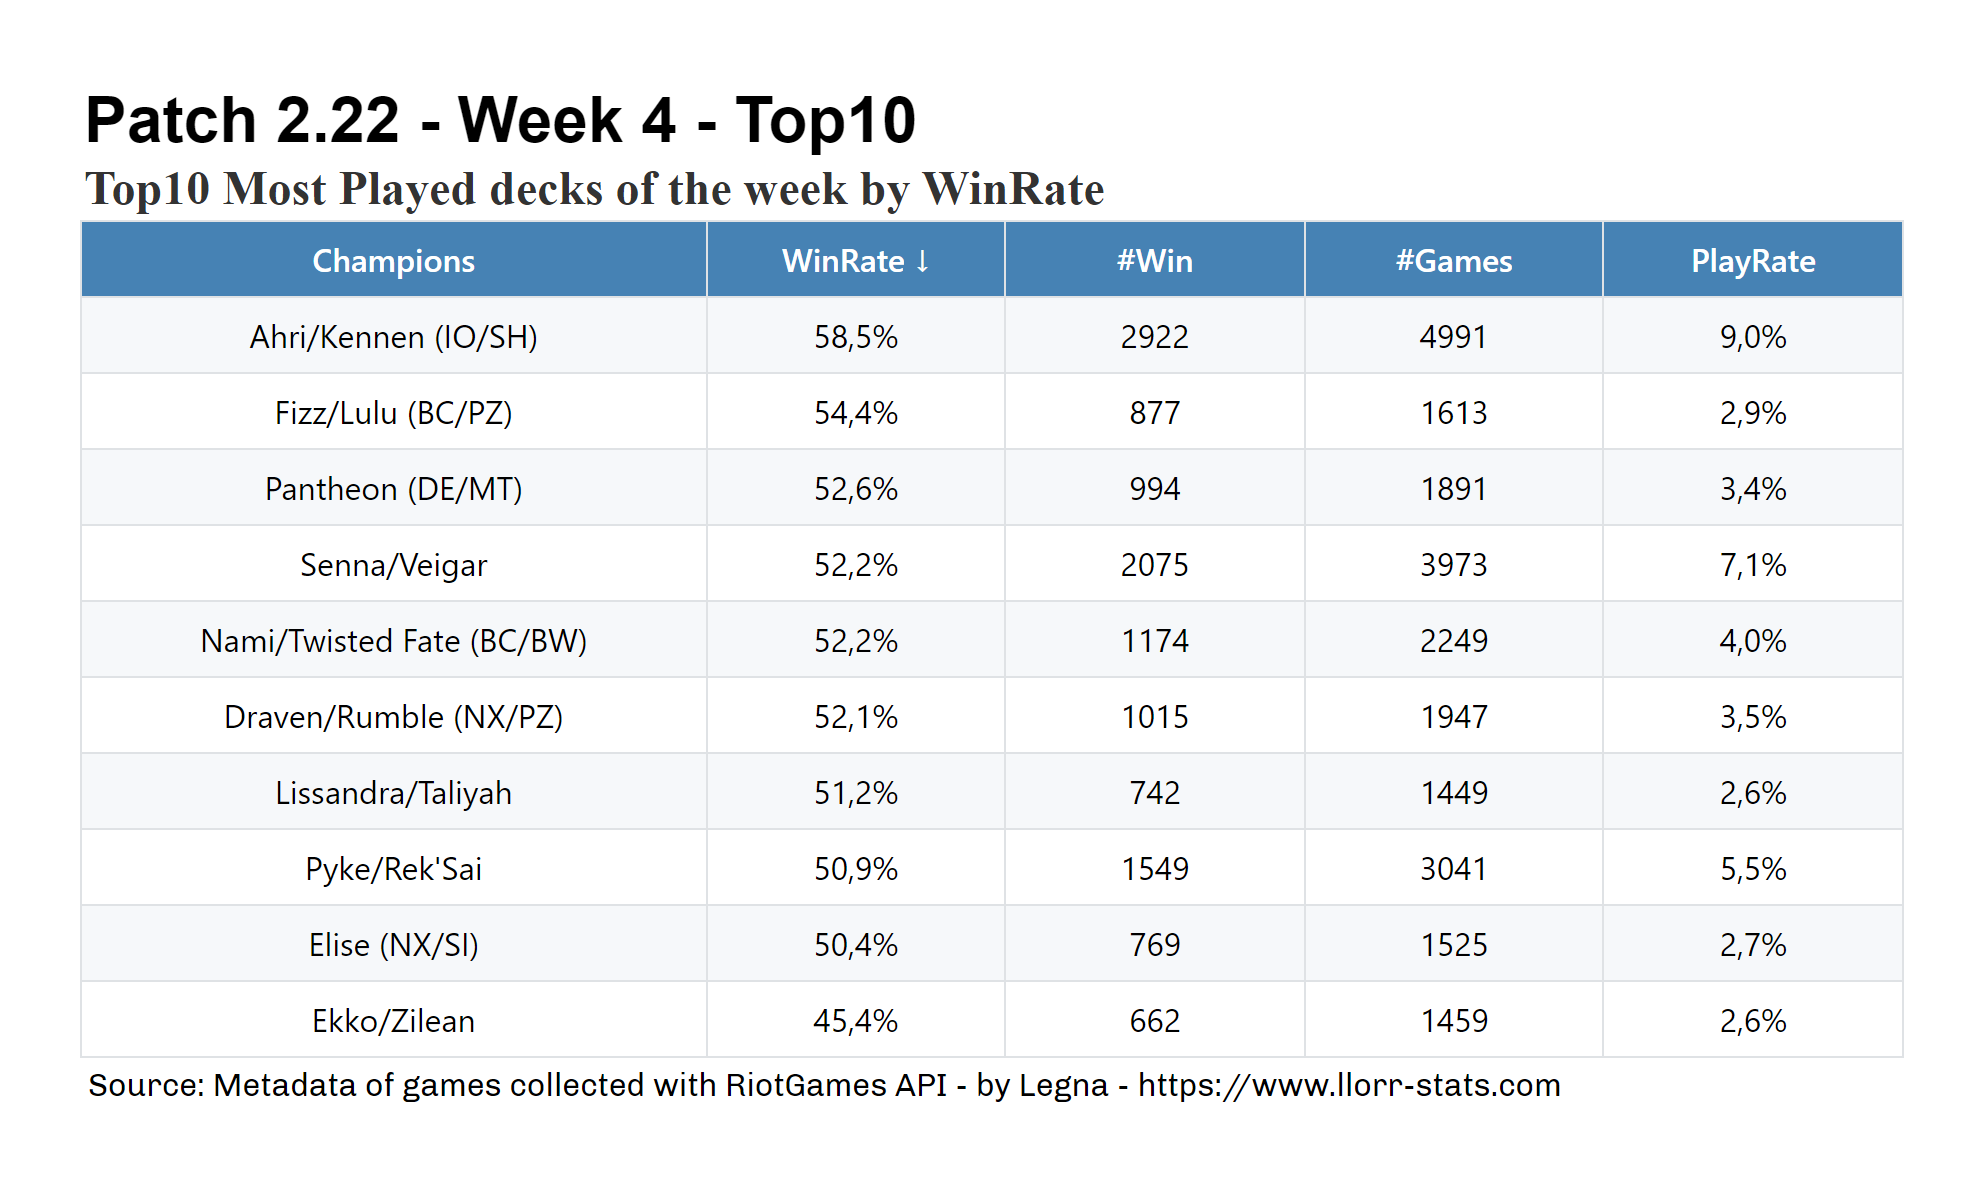 Patch 2.22 - Week 4 - Top10
Top10 Most Played decks of the week by WinRate
Champions WinRate ↓ #Win #Games PlayRate
Ahri/Kennen (IO/SH) 58,5% 2922 4991 9,0%
Fizz/Lulu (BC/PZ) 54,4% 877 1613 2,9%
Pantheon (DE/MT) 52,6% 994 1891 3,4%
Senna/Veigar 52,2% 2075 3973 7,1%
Nami/Twisted Fate (BC/BW) 52,2% 1174 2249 4,0%
Draven/Rumble (NX/PZ) 52,1% 1015 1947 3,5%
Lissandra/Taliyah 51,2% 742 1449 2,6%
Pyke/Rek'Sai 50,9% 1549 3041 5,5%
Elise (NX/SI) 50,4% 769 1525 2,7%
Ekko/Zilean 45,4% 662 1459 2,6%
Source: Metadata of games collected with RiotGames API - by Legna - https://www.llorr-stats.com